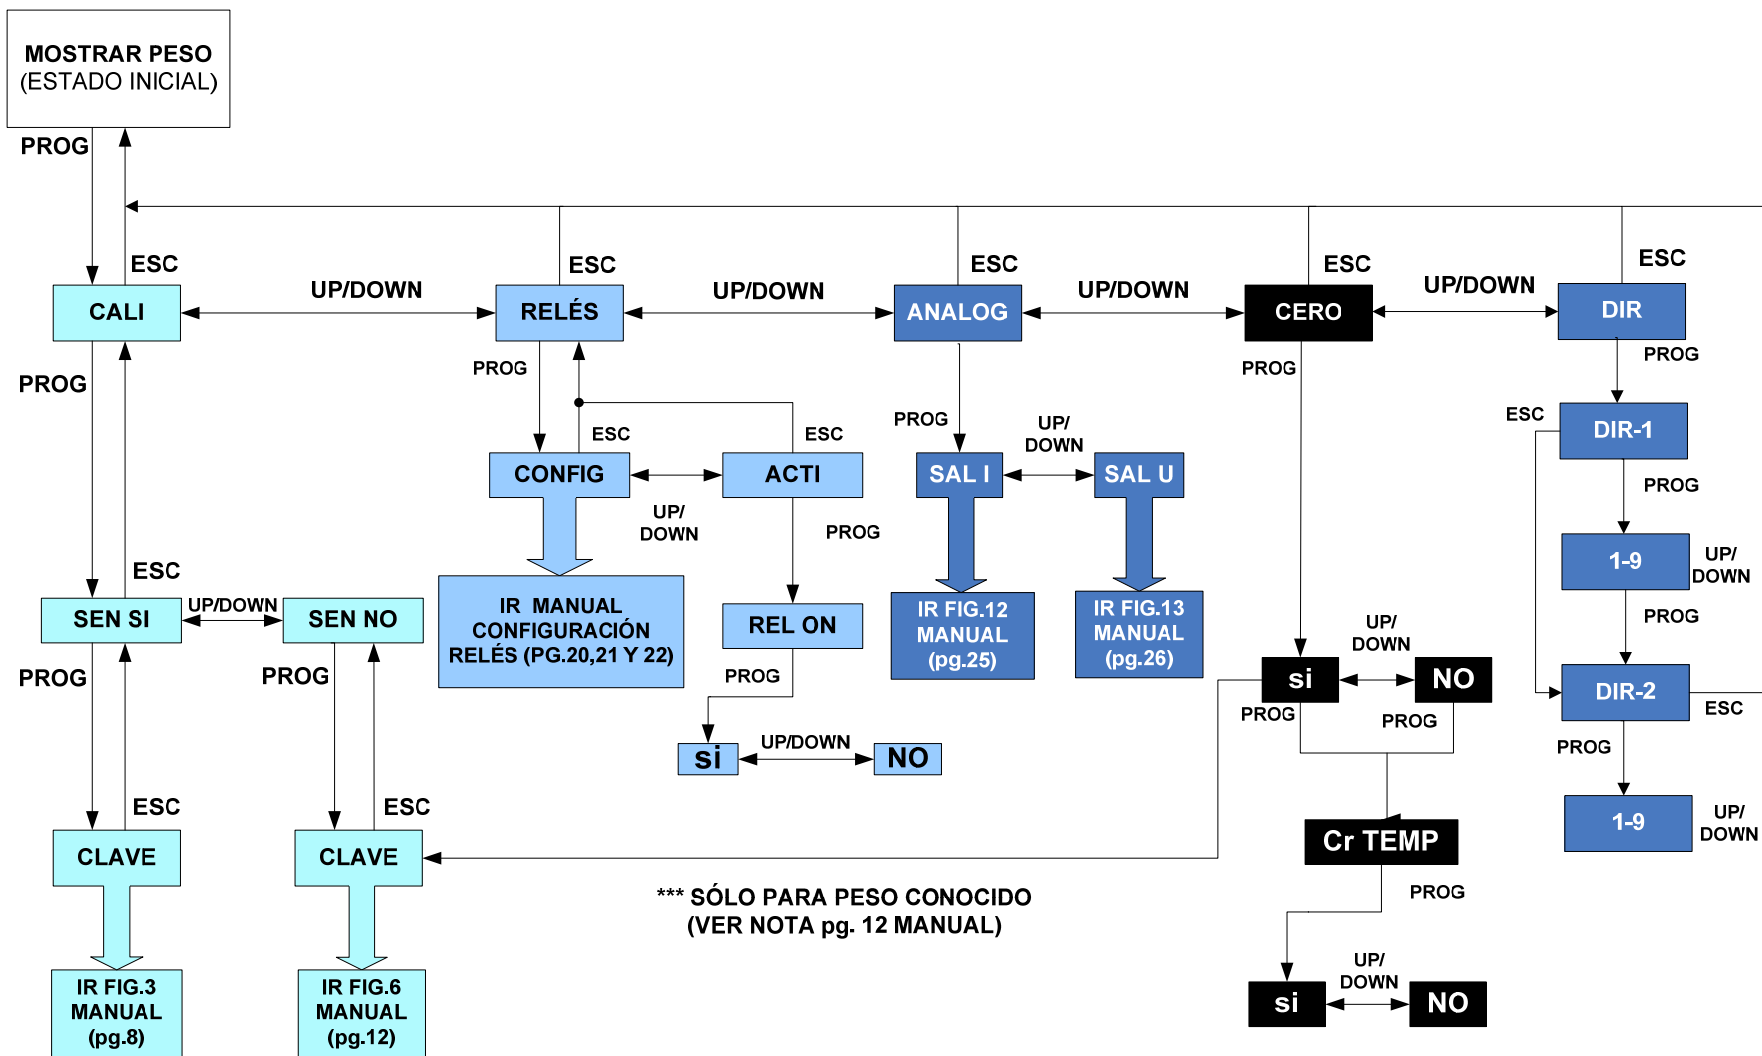 MOSTRAR PESO
(ESTADO INICIAL)
PROG
ESC
ESC
ESC
ESC
ESC
UP/DOWN
UP/DOWN
UP/DOWN
UP/DOWN
CALI
RELÉS
ANALOG
CERO
DIR
PROG
PROG
PROG
PROG
PROG
ESC
ESC
UP/
DOWN
ESC
DIR-1
CONFIG
ACTI
SAL I
SAL U
PROG
UP/
DOWN
PROG
1-9
UP/
DOWN
ESC
SEN SI
UP/DOWN
SEN NO
IR MANUAL
CONFIGURACIÓN
RELÉS (PG.20,21 Y 22)
REL ON
IR FIG.12
MANUAL
(pg.25)
IR FIG.13
MANUAL
(pg.26)
UP/
DOWN
PROG
PROG
PROG
PROG
si
NO
DIR-2
ESC
PROG
PROG
PROG
si
UP/DOWN
NO
ESC
ESC
CLAVE
CLAVE
Cr TEMP
1-9
UP/
DOWN
*** SÓLO PARA PESO CONOCIDO
(VER NOTA pg. 12 MANUAL)
PROG
IR FIG.3
MANUAL
(pg.8)
IR FIG.6
MANUAL
(pg.12)
UP/
DOWN
si
NO